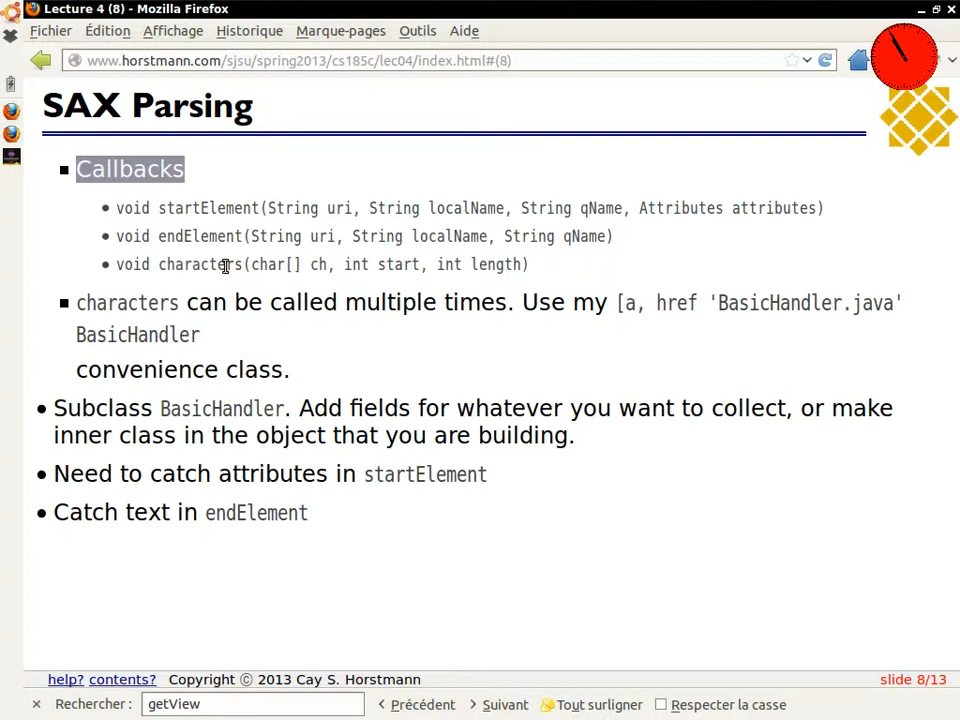 Lecture 4 (8) - Mozilla Firefox
Fichier Édition Affichage Historique Marque-pages Outils Aide
www.horstmann.com/sjsu/spring2013/cs185c/lec04/index.html#(8)
SAX Parsing
Callbacks
void startElement(String uri, String localName, String qName, Attributes attributes)
void endElement(String uri, String localName, String qName)
void characters(char[] ch, int start, int length)
characters can be called multiple times. Use my [a, href 'BasicHandler.java'
BasicHandler
convenience class.
Subclass BasicHandler. Add fields for whatever you want to collect, or make
inner class in the object that you are building.
Need to catch attributes in startElement
Catch text in endElement
help? contents? Copyright © 2013 Cay S. Horstmann slide 8/13
Rechercher : getView Précédent Suivant Tout surligner Respecter la casse